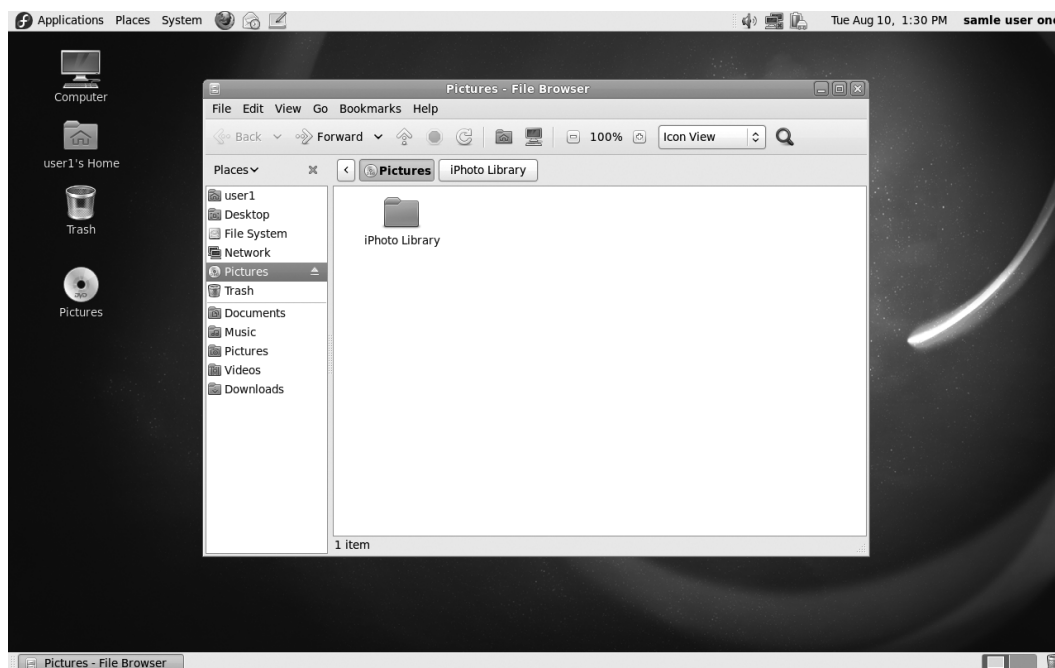 Applications Places System
Tue Aug 10, 1:30 PM samle user one
Computer
user1's Home
Trash
Pictures
Pictures - File Browser
File Edit View Go Bookmarks Help
Back Forward 100% Icon View
Places
Pictures iPhoto Library
user1
Desktop
File System
Network
Pictures
Trash
Documents
Music
Pictures
Videos
Downloads
iPhoto Library
1 item
Pictures - File Browser